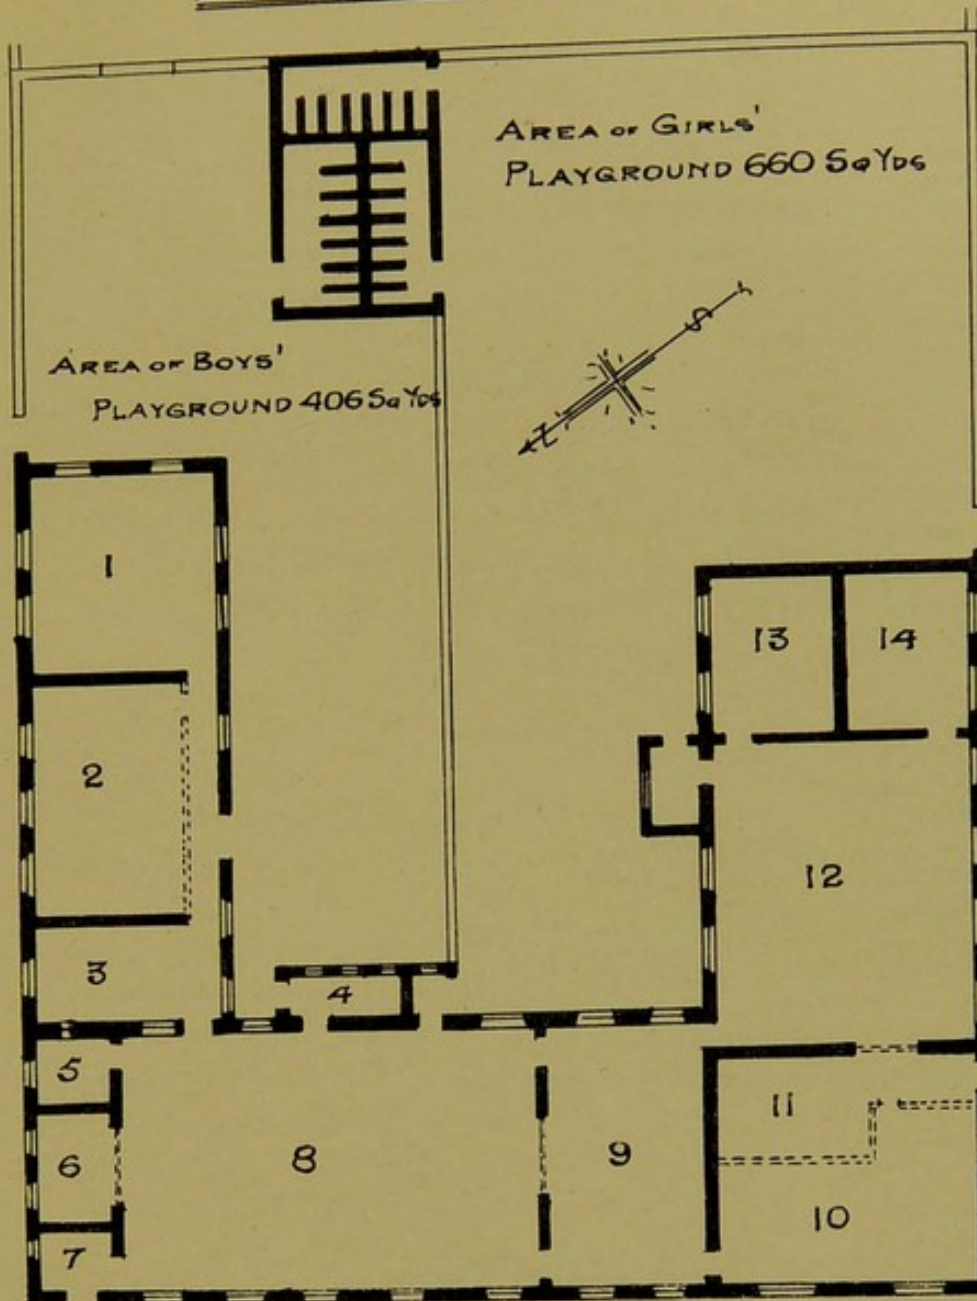 AREA OF GIRLS'
PLAYGROUND 660 SQ YDS
S
N
AREA OF BOYS'
PLAYGROUND 406 SQ YDS
1
13
14
2
12
3
4
5
11
6
8
9
10
7